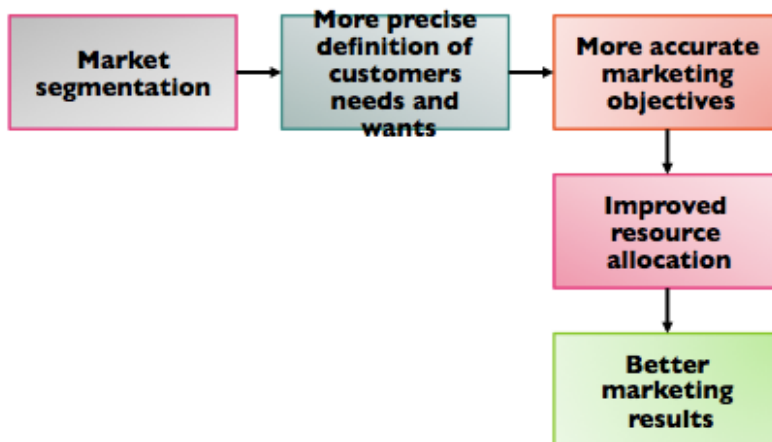 Market
segmentation
More precise
definition of
customers
needs and
wants
More accurate
marketing
objectives
Improved
resource
allocation
Better
marketing
results